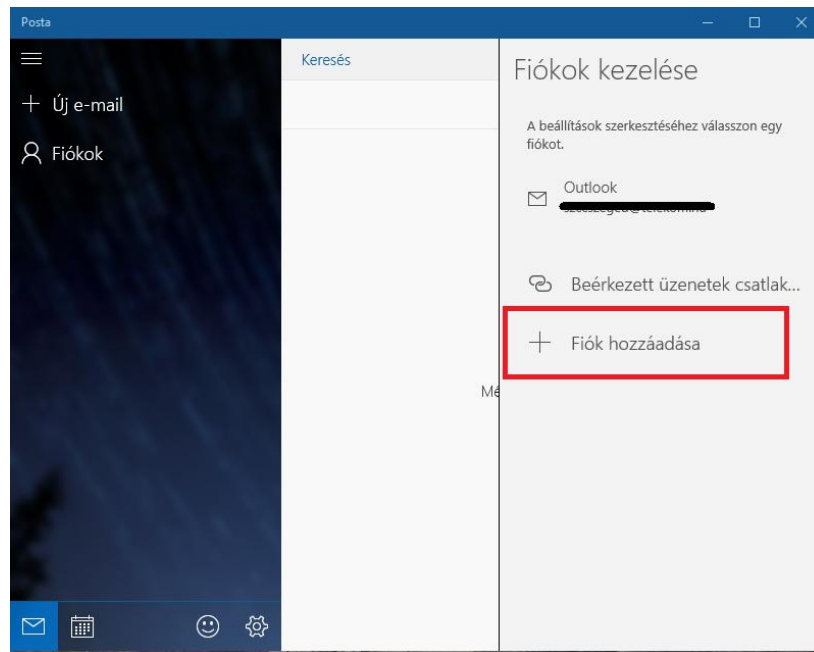 Posta
Új e-mail
Fiókok
Keresés
Mé
Fiókok kezelése
A beállítások szerkesztéséhez válasszon egy
fiókot.
Outlook
Beérkezett üzenetek csatlak...
Fiók hozzáadása